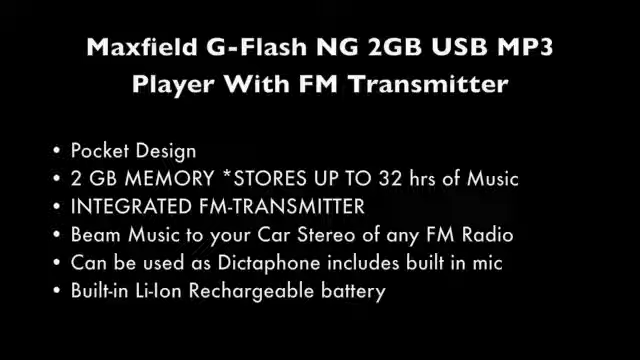 Maxfield G-Flash NG 2GB USB MP3
Player With FM Transmitter
• Pocket Design
• 2 GB MEMORY *STORES UP TO 32 hrs of Music
• INTEGRATED FM-TRANSMITTER
• Beam Music to your Car Stereo of any FM Radio
• Can be used as Dictaphone includes built in mic
• Built-in Li-Ion Rechargeable battery